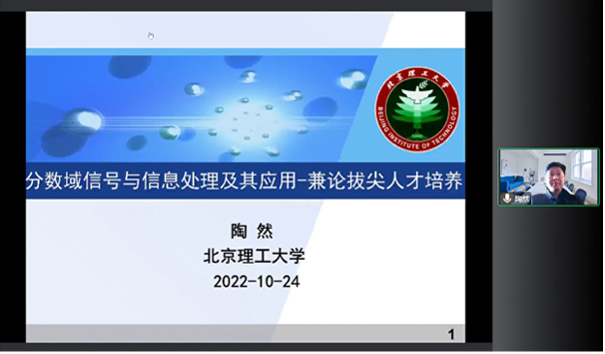 北京理工大学
BEIJING INSTITUTE OF TECHNOLOGY
分数域信号与信息处理及其应用-兼论拔尖人才培养
陶 然
北京理工大学
2022-10-24
1
陶然